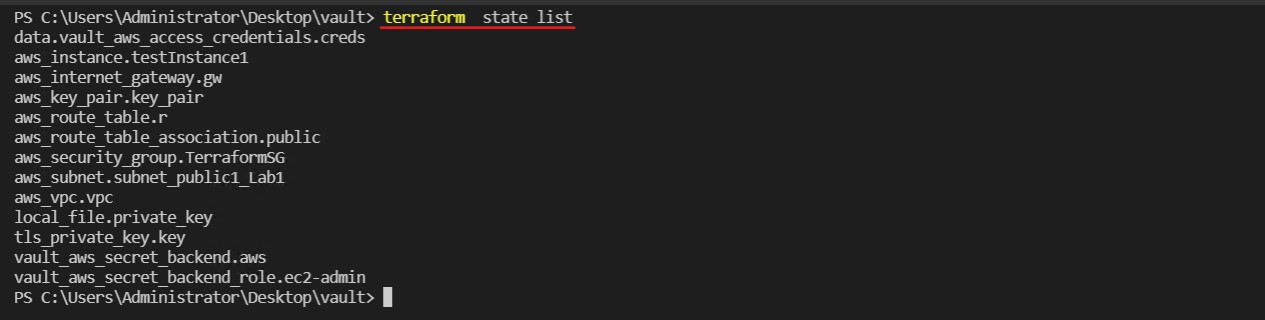 PS C:\Users\Administrator\Desktop\vault> terraform  state list
data.vault_aws_access_credentials.creds
aws_instance.testInstance1
aws_internet_gateway.gw
aws_key_pair.key_pair
aws_route_table.r
aws_route_table_association.public
aws_security_group.TerraformSG
aws_subnet.subnet_public1_Lab1
aws_vpc.vpc
local_file.private_key
tls_private_key.key
vault_aws_secret_backend.aws
vault_aws_secret_backend_role.ec2-admin
PS C:\Users\Administrator\Desktop\vault>